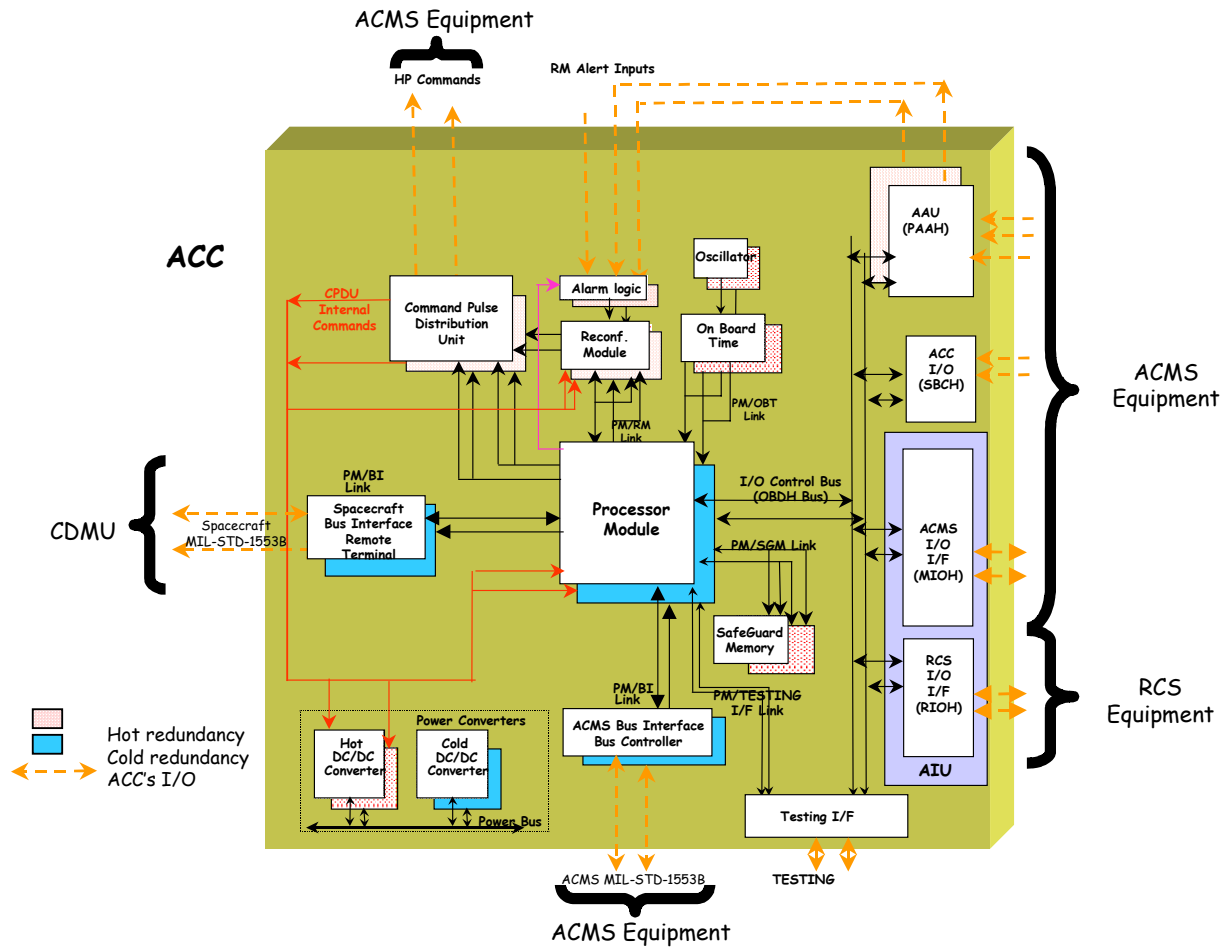 ACMS Equipment
HP Commands
RM Alert Inputs
ACC
AAU
(PAAH)
Oscillator
Alarm logic
CPDU
Internal
Commands
Command Pulse
Distribution
Unit
Reconf.
Module
On Board
Time
ACC
I/O
(SBCH)
ACMS
Equipment
PM/OBT
Link
PM/RM
Link
PM/BI
Link
Processor
Module
I/O Control Bus
(OBDH Bus)
CDMU
Spacecraft
MIL-STD-1553B
Spacecraft
Bus Interface
Remote
Terminal
ACMS
I/O
I/F
(MIOH)
PM/SGM Link
SafeGuard
Memory
RCS
I/O
I/F
(RIOH)
RCS
Equipment
PM/BI
Link
PM/TESTING
I/F Link
Power Converters
ACMS Bus Interface
Bus Controller
Hot
DC/DC
Converter
Cold
DC/DC
Converter
Hot redundancy
Cold redundancy
ACC's I/O
AIU
Power Bus
Testing I/F
ACMS MIL-STD-1553B
TESTING
ACMS Equipment